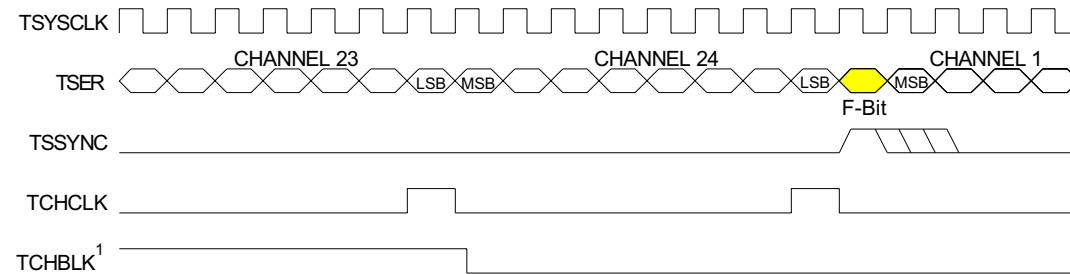 TSYSCLK
CHANNEL 23 CHANNEL 24 CHANNEL 1
TSER LSB MSB LSB MSB
F-Bit
TSSYNC
TCHCLK
TCHBLK¹